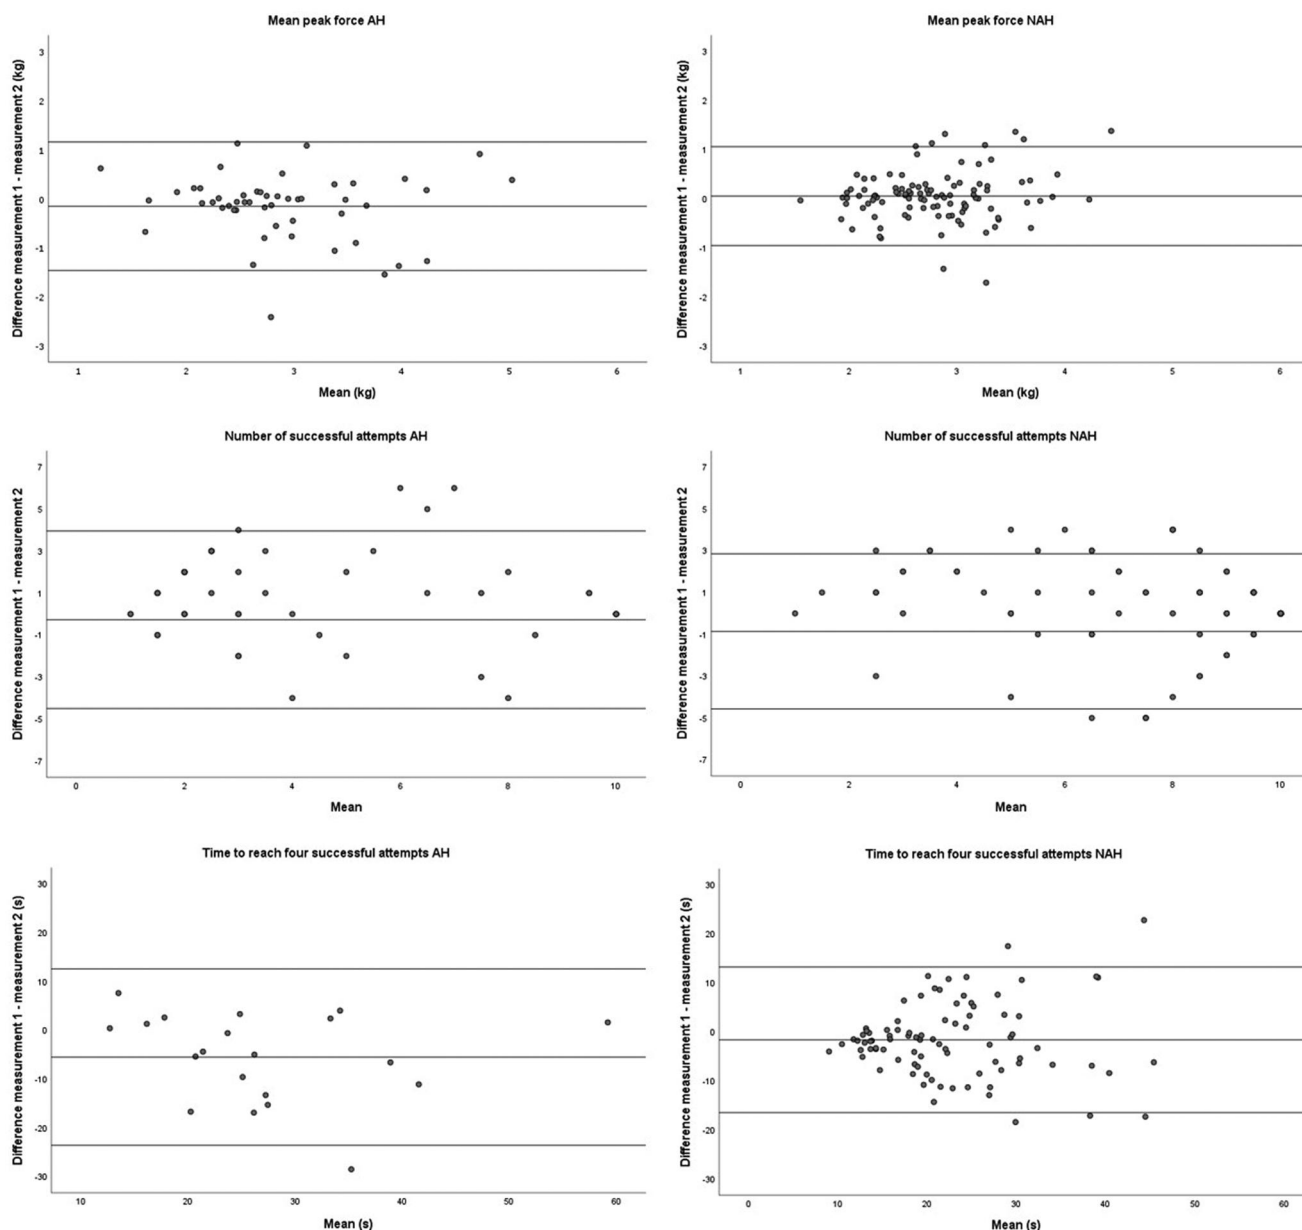 Mean peak force AH
Difference measurement 1 - measurement 2 (kg)
3
2
1
0
-1
-2
-3
1 2 3 4 5 6
Mean (kg)
Mean peak force NAH
Difference measurement 1 - measurement 2 (kg)
3
2
1
0
-1
-2
-3
1 2 3 4 5 6
Mean (kg)
Number of successful attempts AH
Difference measurement 1 - measurement 2
7
5
3
1
-1
-3
-5
-7
0 2 4 6 8 10
Mean
Number of successful attempts NAH
Difference measurement 1 - measurement 2
7
5
3
1
-1
-3
-5
-7
0 2 4 6 8 10
Mean
Time to reach four successful attempts AH
Difference measurement 1 - measurement 2 (s)
30
20
10
0
-10
-20
-30
10 20 30 40 50 60
Mean (s)
Time to reach four successful attempts NAH
Difference measurement 1 - measurement 2 (s)
30
20
10
0
-10
-20
-30
0 10 20 30 40 50 60
Mean (s)